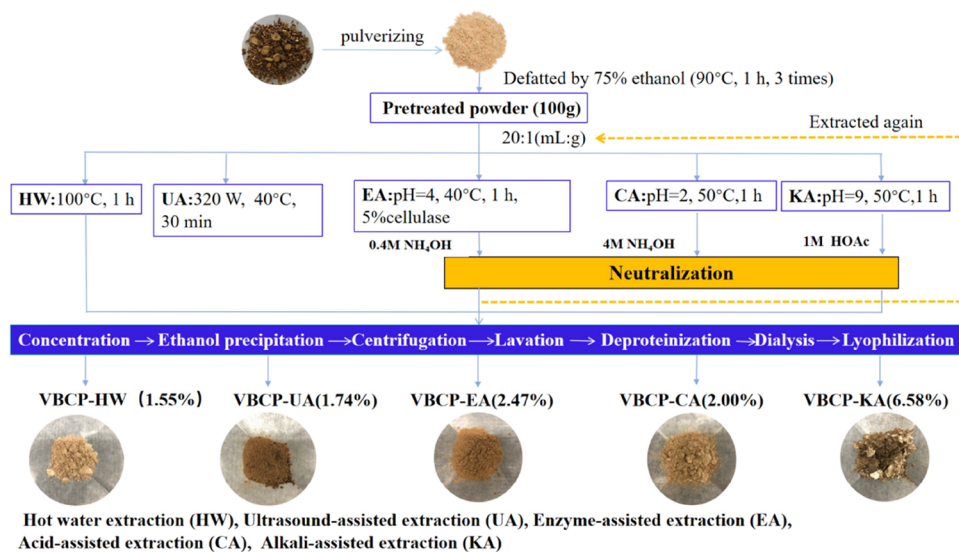 pulverizing
Defatted by 75% ethanol (90°C, 1 h, 3 times)
Pretreated powder (100g)
Extracted again
20:1(mL:g)
HW:100°C, 1 h
UA:320 W, 40°C,
30 min
EA:pH=4, 40°C, 1 h,
5%cellulase
CA:pH=2, 50°C,1 h
KA:pH=9, 50°C,1 h
0.4M NH₄OH
4M NH₄OH
1M HOAc
Neutralization
Concentration → Ethanol precipitation → Centrifugation → Lavation → Deproteinization → Dialysis → Lyophilization
VBCP-HW (1.55%)
VBCP-UA(1.74%)
VBCP-EA(2.47%)
VBCP-CA(2.00%)
VBCP-KA(6.58%)
Hot water extraction (HW), Ultrasound-assisted extraction (UA), Enzyme-assisted extraction (EA),
Acid-assisted extraction (CA), Alkali-assisted extraction (KA)